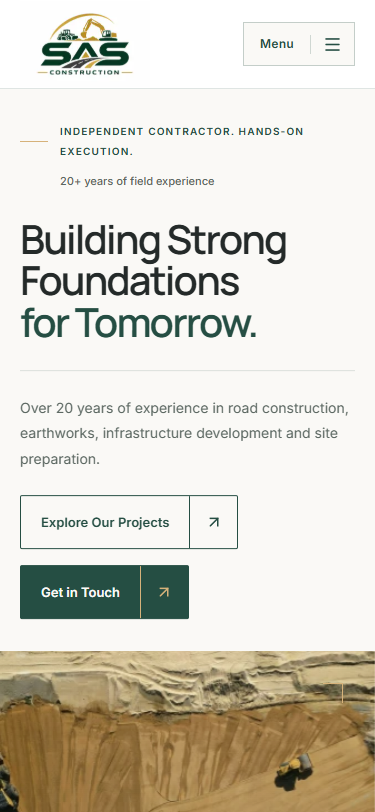 SAS
CONSTRUCTION
Menu
INDEPENDENT CONTRACTOR. HANDS-ON
EXECUTION.
20+ years of field experience
Building Strong
Foundations
for Tomorrow.
Over 20 years of experience in road construction,
earthworks, infrastructure development and site
preparation.
Explore Our Projects
Get in Touch